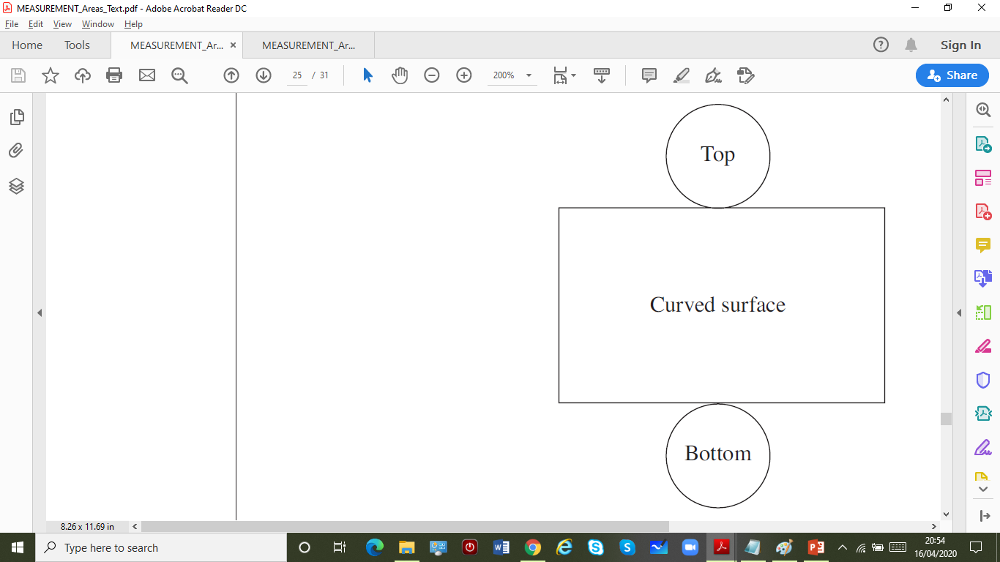 MEASUREMENT_Areas_Text.pdf - Adobe Acrobat Reader DC
File Edit View Window Help
Home Tools MEASUREMENT_Ar... × MEASUREMENT_Ar... Sign In
25 / 31 200% Share
Top
Curved surface
Bottom
8.26 x 11.69 in
Type here to search
20:54
16/04/2020